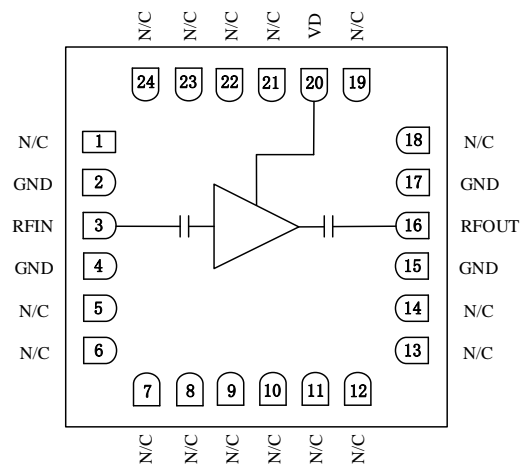 N/C N/C N/C N/C VD N/C
24 23 22 21 20 19
N/C 1 18 N/C
GND 2 17 GND
RFIN 3 16 RFOUT
GND 4 15 GND
N/C 5 14 N/C
N/C 6 13 N/C
7 8 9 10 11 12
N/C N/C N/C N/C N/C N/C